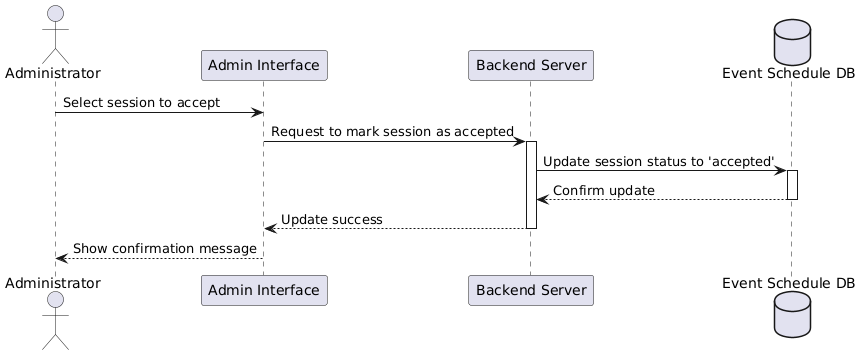 Administrator
Admin Interface
Backend Server
Event Schedule DB
Select session to accept
Request to mark session as accepted
Update session status to 'accepted'
Confirm update
Update success
Show confirmation message
Administrator
Admin Interface
Backend Server
Event Schedule DB